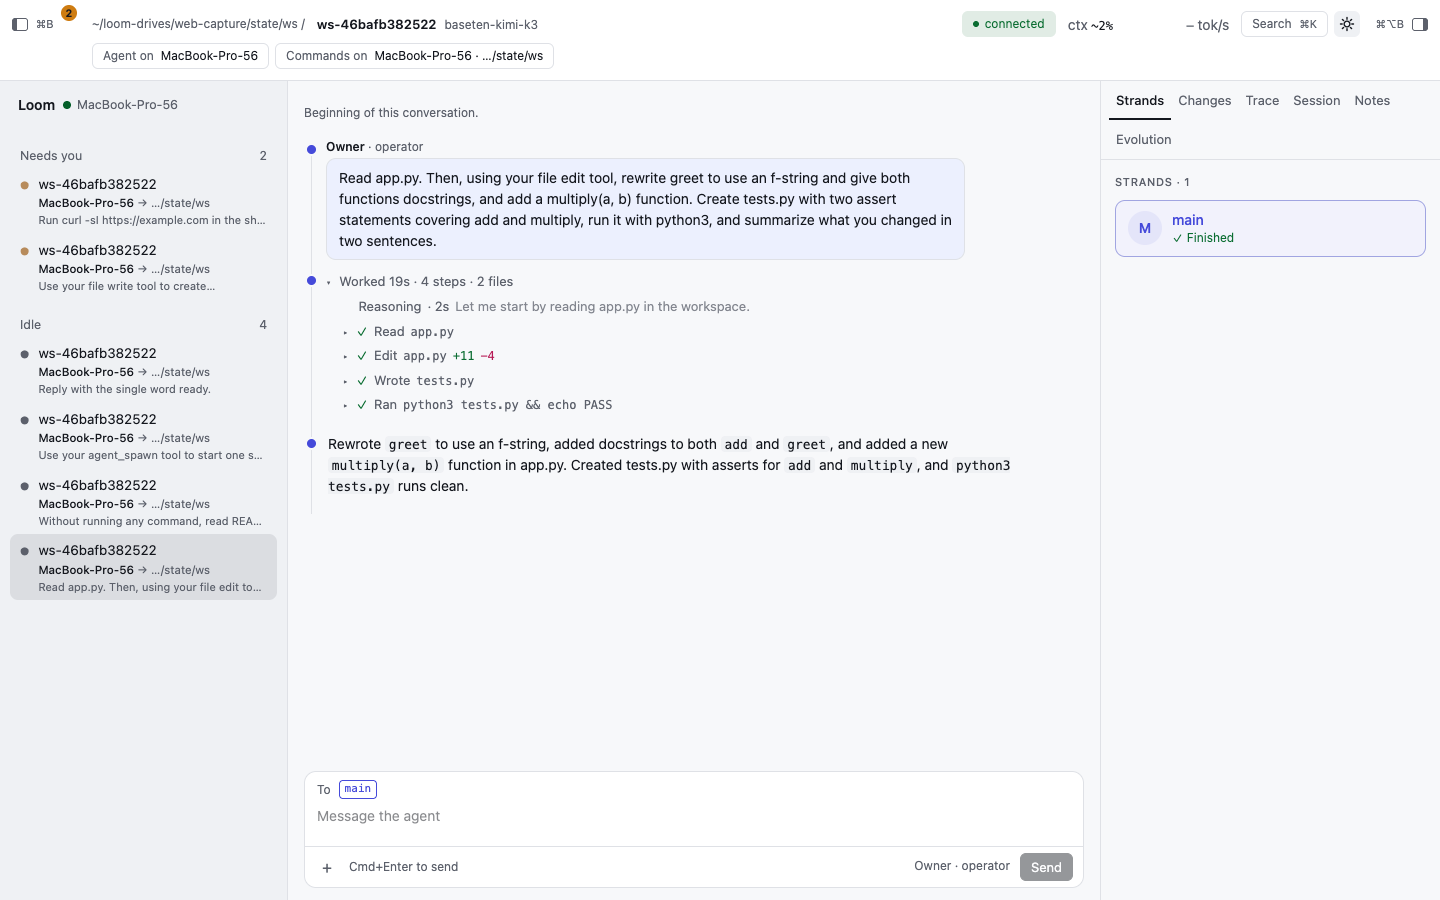 ⌘B
2
~/loom-drives/web-capture/state/ws / ws-46bafb382522 baseten-kimi-k3
connected
ctx ~2%
– tok/s
Search ⌘K
⌘⌥B
Agent on MacBook-Pro-56
Commands on MacBook-Pro-56 · .../state/ws
Loom MacBook-Pro-56
Needs you 2
ws-46bafb382522
MacBook-Pro-56 → .../state/ws
Run curl -sI https://example.com in the sh...
ws-46bafb382522
MacBook-Pro-56 → .../state/ws
Use your file write tool to create...
Idle 4
ws-46bafb382522
MacBook-Pro-56 → .../state/ws
Reply with the single word ready.
ws-46bafb382522
MacBook-Pro-56 → .../state/ws
Use your agent_spawn tool to start one s...
ws-46bafb382522
MacBook-Pro-56 → .../state/ws
Without running any command, read REA...
ws-46bafb382522
MacBook-Pro-56 → .../state/ws
Read app.py. Then, using your file edit to...
Beginning of this conversation.
Owner · operator
Read app.py. Then, using your file edit tool, rewrite greet to use an f-string and give both
functions docstrings, and add a multiply(a, b) function. Create tests.py with two assert
statements covering add and multiply, run it with python3, and summarize what you changed in
two sentences.
Worked 19s · 4 steps · 2 files
Reasoning · 2s Let me start by reading app.py in the workspace.
✓ Read app.py
✓ Edit app.py +11 −4
✓ Wrote tests.py
✓ Ran python3 tests.py && echo PASS
Rewrote greet to use an f-string, added docstrings to both add and greet, and added a new
multiply(a, b) function in app.py. Created tests.py with asserts for add and multiply, and python3
tests.py runs clean.
To main
Message the agent
+ Cmd+Enter to send
Owner · operator
Send
Strands Changes Trace Session Notes
Evolution
STRANDS · 1
M
main
✓ Finished